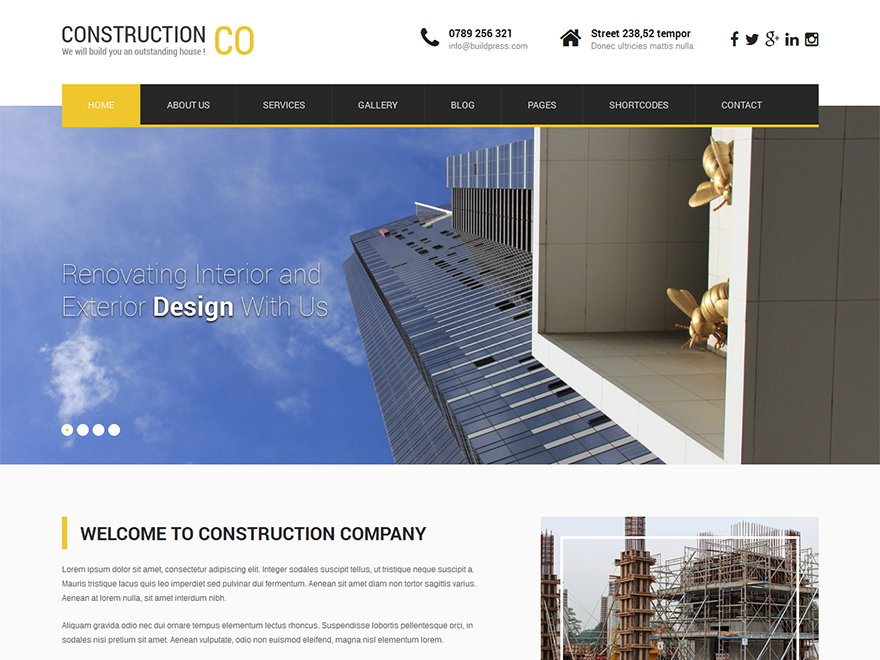 CONSTRUCTION CO
We will build you an outstanding house !
0789 256 321
info@buildpress.com
Street 238,52 tempor
Donec ultricies mattis nulla.
HOME ABOUT US SERVICES GALLERY BLOG PAGES SHORTCODES CONTACT
Renovating Interior and
Exterior Design With Us
WELCOME TO CONSTRUCTION COMPANY
Lorem ipsum dolor sit amet, consectetur adipiscing elit. Integer sodales suscipit tellus, ut tristique neque suscipit a.
Mauris tristique lacus quis leo imperdiet sed pulvinar dui fermentum. Aenean sit amet diam non tortor sagittis varius.
Aenean at lorem nulla, sit amet interdum nibh.
Aliquam gravida odio nec dui ornare tempus elementum lectus rhoncus. Suspendisse lobortis pellentesque orci, in
sodales nisi pretium sit amet. Aenean vulputate, odio non euismod eleifend, magna nisl elementum lorem.